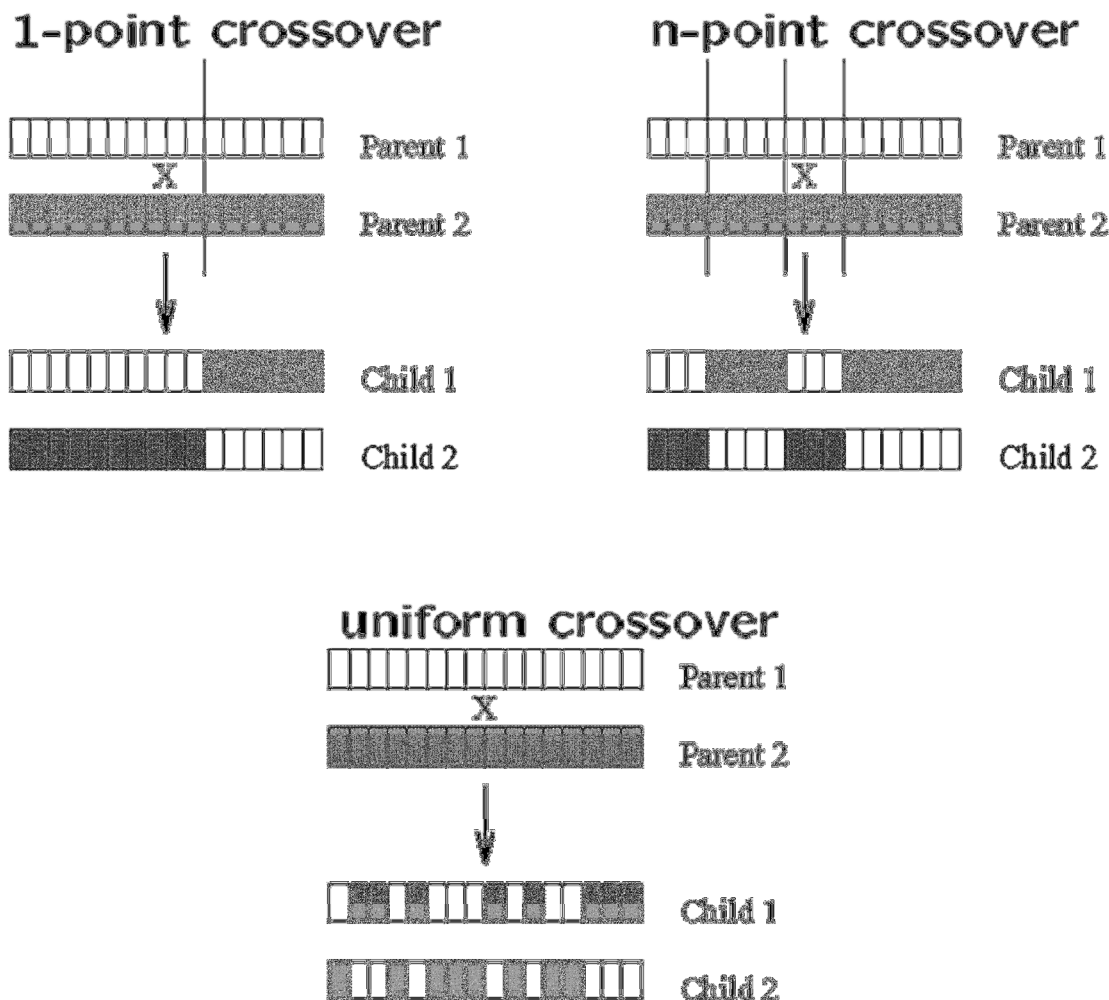 1-point crossover
Parent 1
X
Parent 2
Child 1
Child 2
n-point crossover
Parent 1
X
Parent 2
Child 1
Child 2
uniform crossover
Parent 1
X
Parent 2
Child 1
Child 2